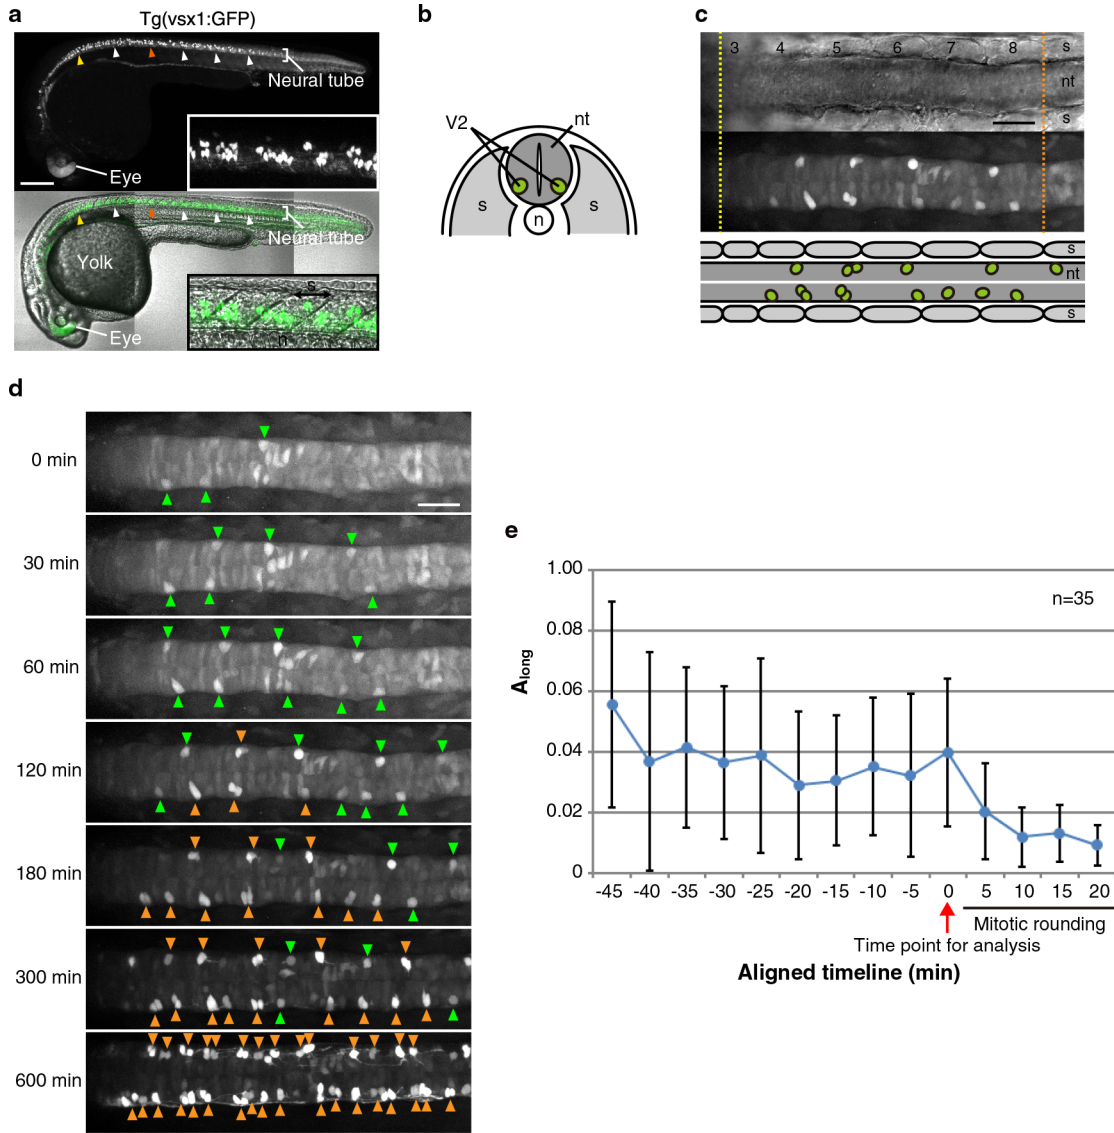 a
Tg(vsx1:GFP)
Neural tube
Eye
Neural tube
Yolk
s
Eye
n
b
V2
nt
s
n
s
c
3 4 5 6 7 8 s
nt
s
s
nt
s
d
0 min
30 min
60 min
120 min
180 min
300 min
600 min
e
1.00
n=35
0.08
0.06
0.04
0.02
0
Along
-45 -40 -35 -30 -25 -20 -15 -10 -5 0 5 10 15 20
Mitotic rounding
Time point for analysis
Aligned timeline (min)